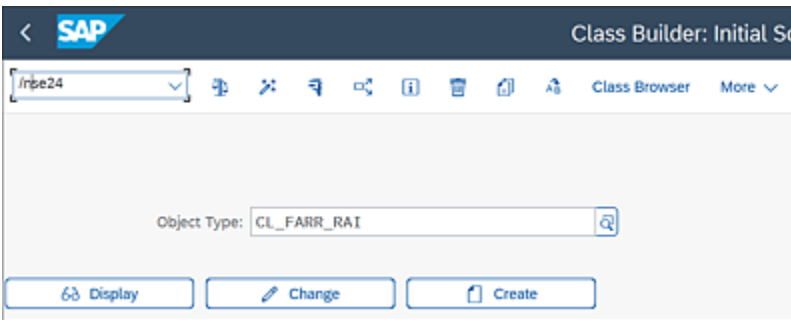 SAP
Class Builder: Initial Sc
/nse24
Class Browser
More
Object Type: CL_FARR_RAI
Display
Change
Create